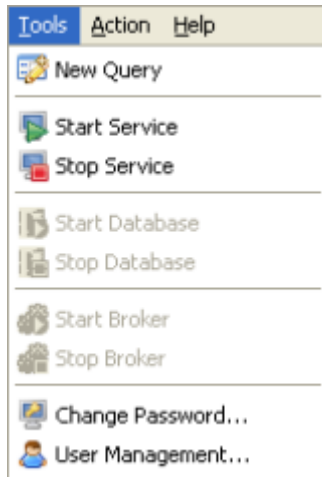 Tools Action Help
New Query
Start Service
Stop Service
Start Database
Stop Database
Start Broker
Stop Broker
Change Password...
User Management...